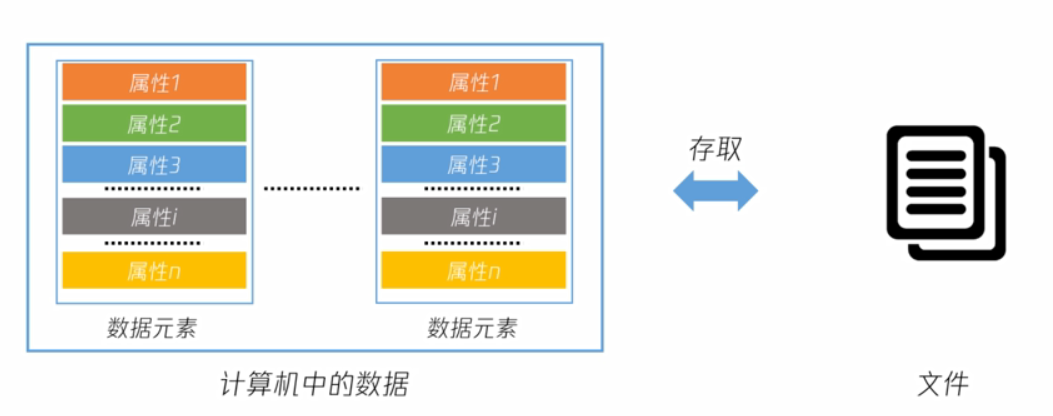 属性1
属性2
属性3
属性i
属性n
数据元素
属性1
属性2
属性3
属性i
属性n
数据元素
计算机中的数据
存取
文件